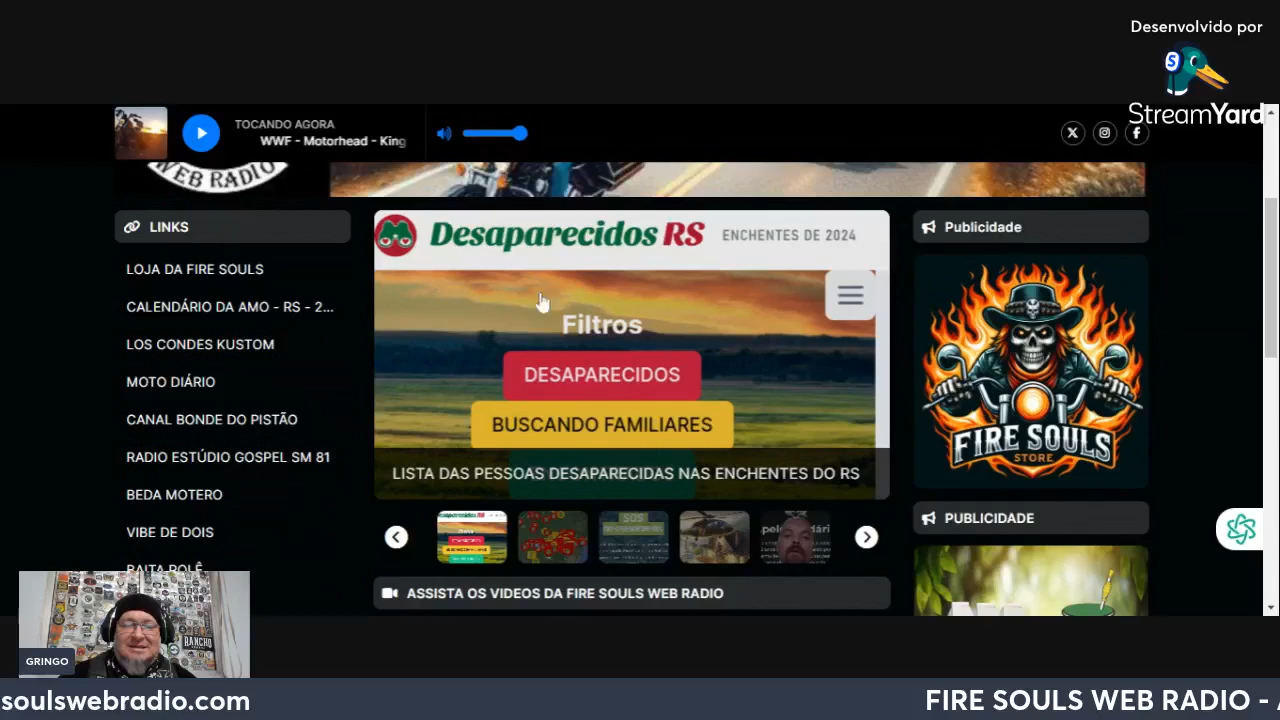 Desenvolvido por
StreamYard
TOCANDO AGORA
WWF - Motorhead - King
WEB RADIO
LINKS
LOJA DA FIRE SOULS
CALENDÁRIO DA AMO - RS - 2...
LOS CONDES KUSTOM
MOTO DIÁRIO
CANAL BONDE DO PISTÃO
RADIO ESTÚDIO GOSPEL SM 81
BEDA MOTERO
VIBE DE DOIS
Desaparecidos RS ENCHENTES DE 2024
Filtros
DESAPARECIDOS
BUSCANDO FAMILIARES
LISTA DAS PESSOAS DESAPARECIDAS NAS ENCHENTES DO RS
SOS
ASSISTA OS VIDEOS DA FIRE SOULS WEB RADIO
Publicidade
FIRE SOULS
STORE
PUBLICIDADE
RANCHO
GRINGO
soulswebradio.com
FIRE SOULS WEB RADIO -